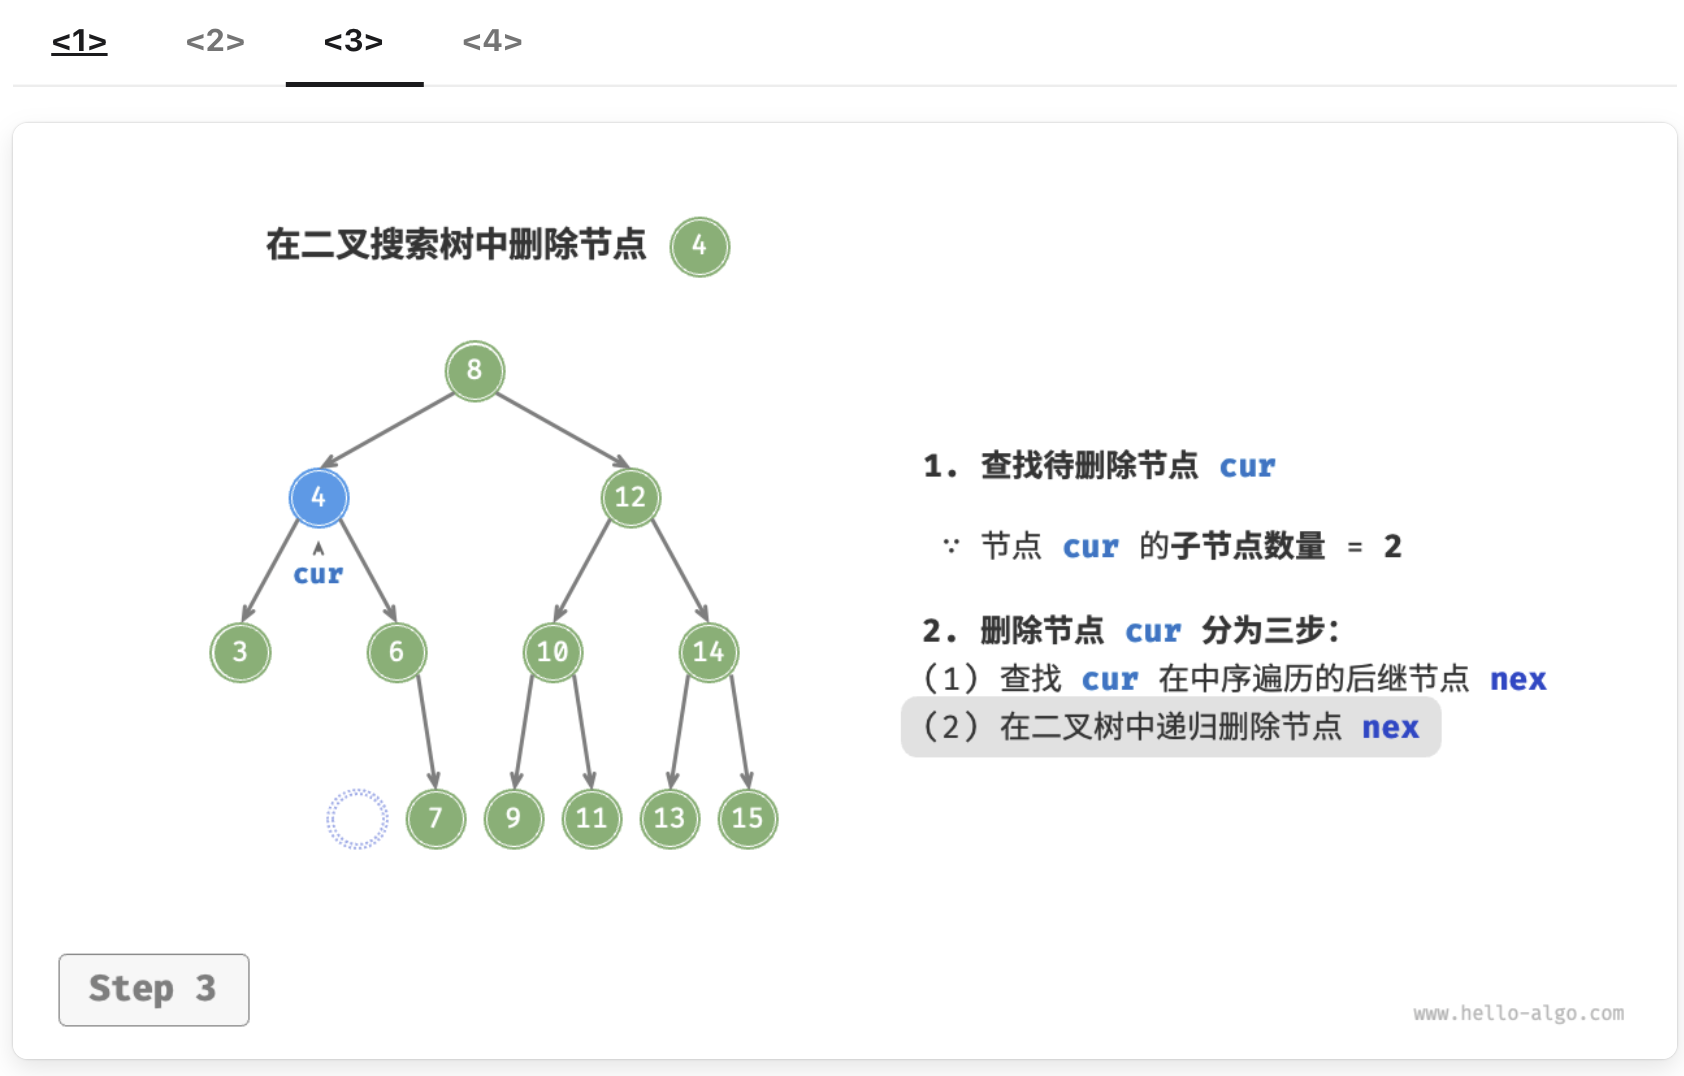 <1> <2> <3> <4>
在二叉搜索树中删除节点 4
8
4 12
cur
3 6 10 14
7 9 11 13 15
1. 查找待删除节点 cur
∵ 节点 cur 的子节点数量 = 2
2. 删除节点 cur 分为三步：
（1）查找 cur 在中序遍历的后继节点 nex
（2）在二叉树中递归删除节点 nex
Step 3
www.hello-algo.com